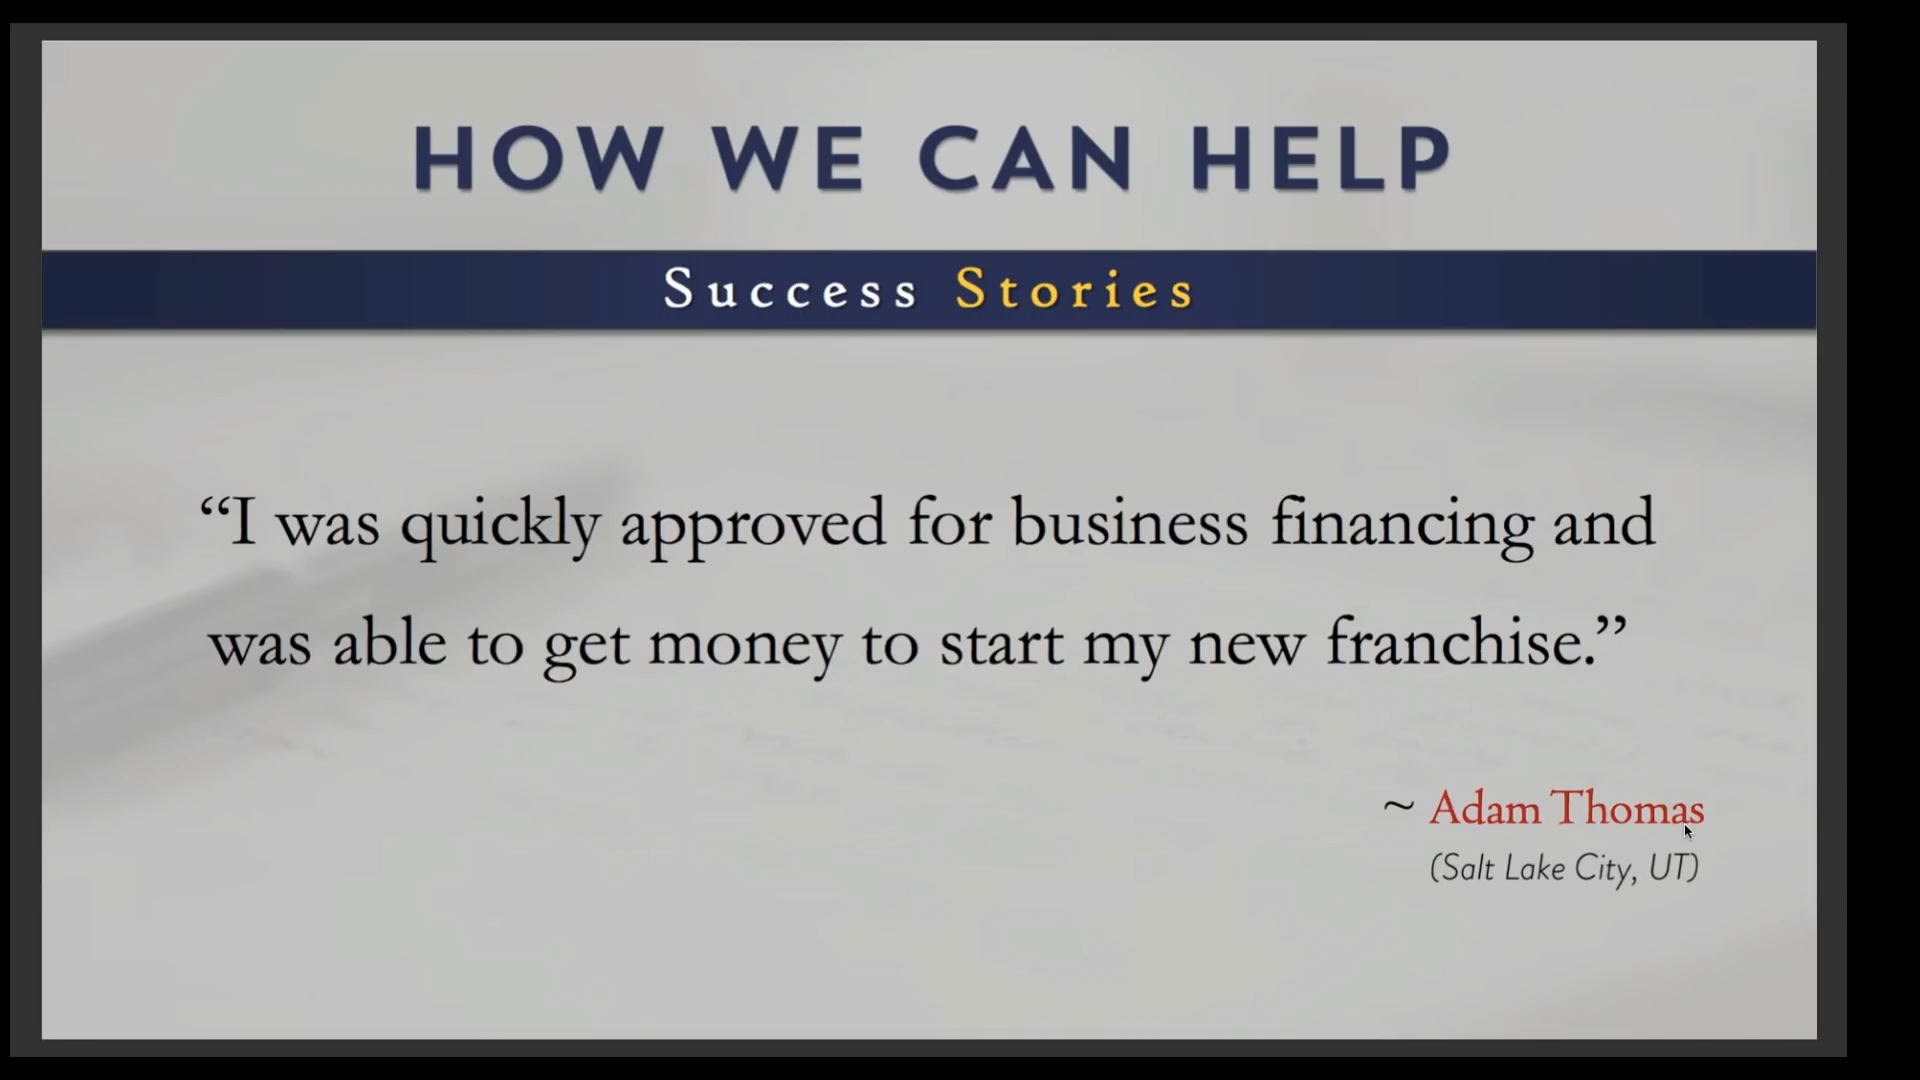 HOW WE CAN HELP
Success Stories
“I was quickly approved for business financing and
was able to get money to start my new franchise.”
~ Adam Thomas
(Salt Lake City, UT)